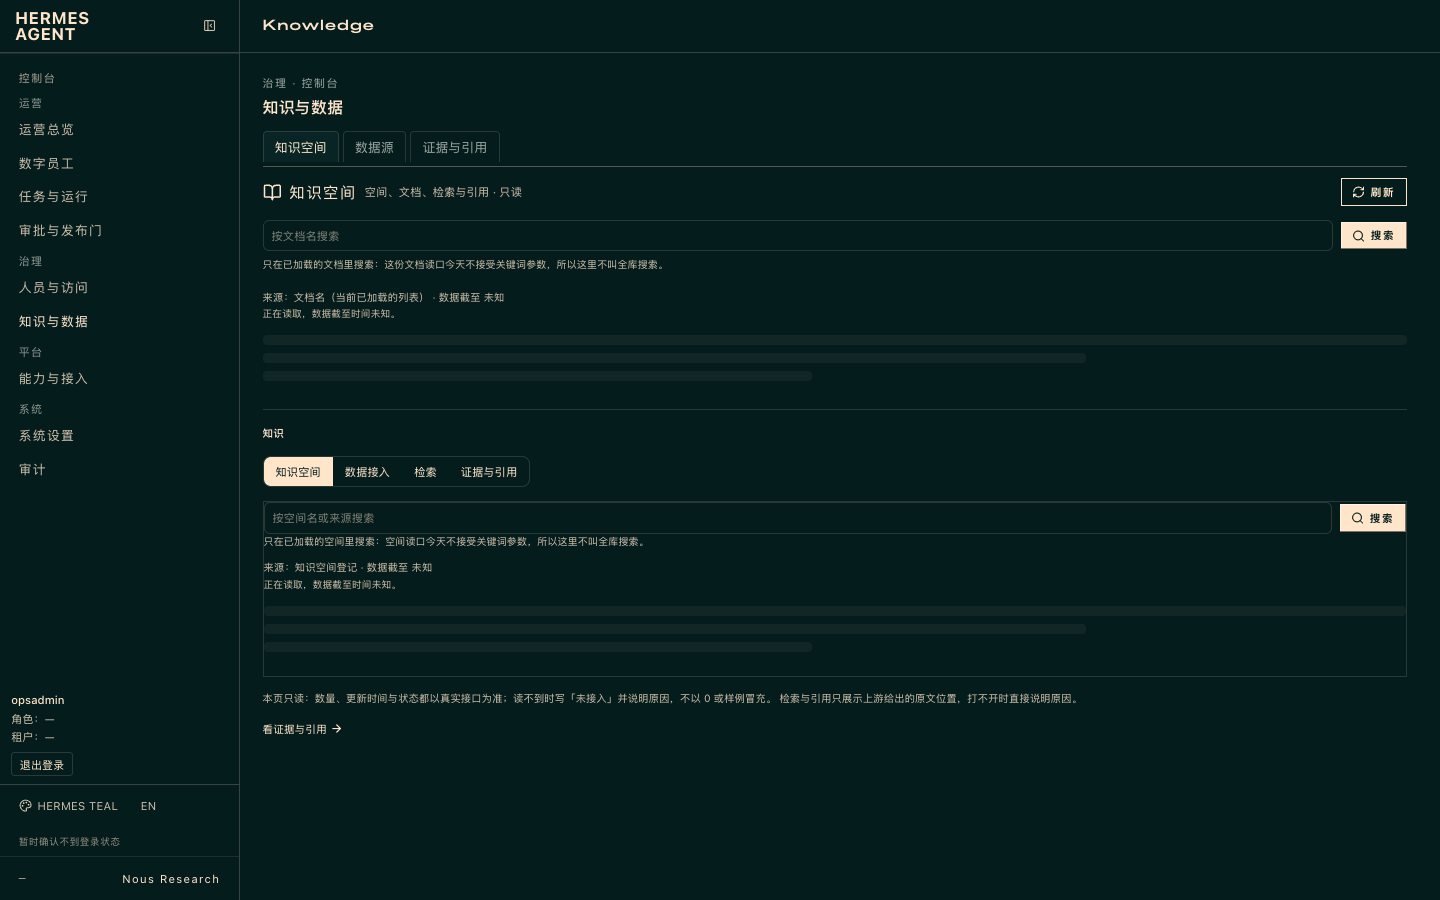 HERMES
AGENT
Knowledge
控制台
运营
运营总览
数字员工
任务与运行
审批与发布门
治理
人员与访问
知识与数据
平台
能力与接入
系统
系统设置
审计
opsadmin
角色：—
租户：—
退出登录
HERMES TEAL EN
暂时确认不到登录状态
— Nous Research
治理 · 控制台
知识与数据
知识空间 数据源 证据与引用
知识空间 空间、文档、检索与引用 · 只读 刷新
按文档名搜索 搜索
只在已加载的文档里搜索：这份文档读口今天不接受关键词参数，所以这里不叫全库搜索。
来源：文档名（当前已加载的列表） · 数据截至 未知
正在读取，数据截至时间未知。
知识
知识空间 数据接入 检索 证据与引用
按空间名或来源搜索 搜索
只在已加载的空间里搜索：空间读口今天不接受关键词参数，所以这里不叫全库搜索。
来源：知识空间登记 · 数据截至 未知
正在读取，数据截至时间未知。
本页只读：数量、更新时间与状态都以真实接口为准；读不到时写「未接入」并说明原因，不以 0 或样例冒充。 检索与引用只展示上游给出的原文位置，打不开时直接说明原因。
看证据与引用 →